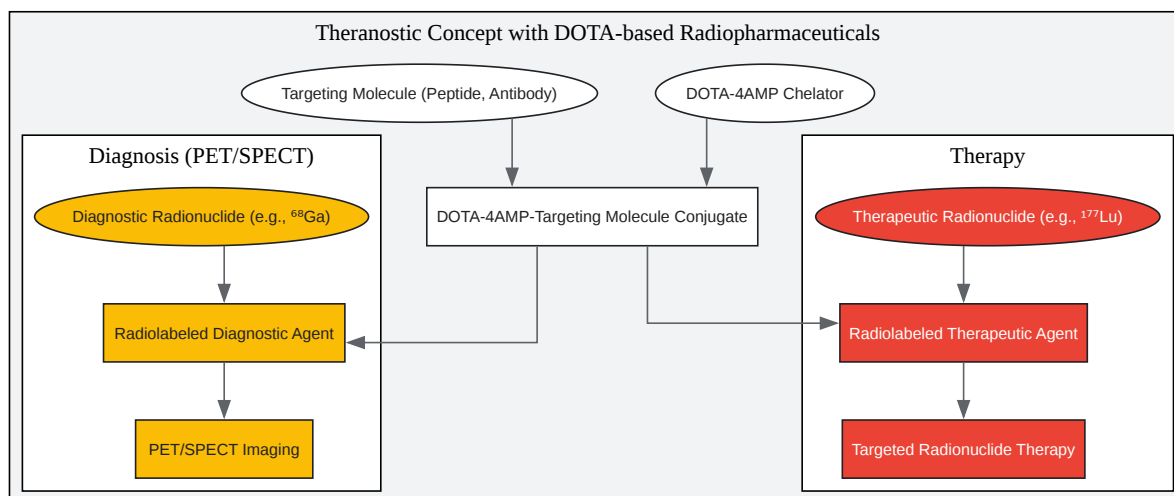 Theranostic Concept with DOTA-based Radiopharmaceuticals
Targeting Molecule (Peptide, Antibody)
DOTA-4AMP Chelator
Diagnosis (PET/SPECT)
Therapy
Diagnostic Radionuclide (e.g., ⁶⁸Ga)
DOTA-4AMP-Targeting Molecule Conjugate
Therapeutic Radionuclide (e.g., ¹⁷⁷Lu)
Radiolabeled Diagnostic Agent
Radiolabeled Therapeutic Agent
PET/SPECT Imaging
Targeted Radionuclide Therapy